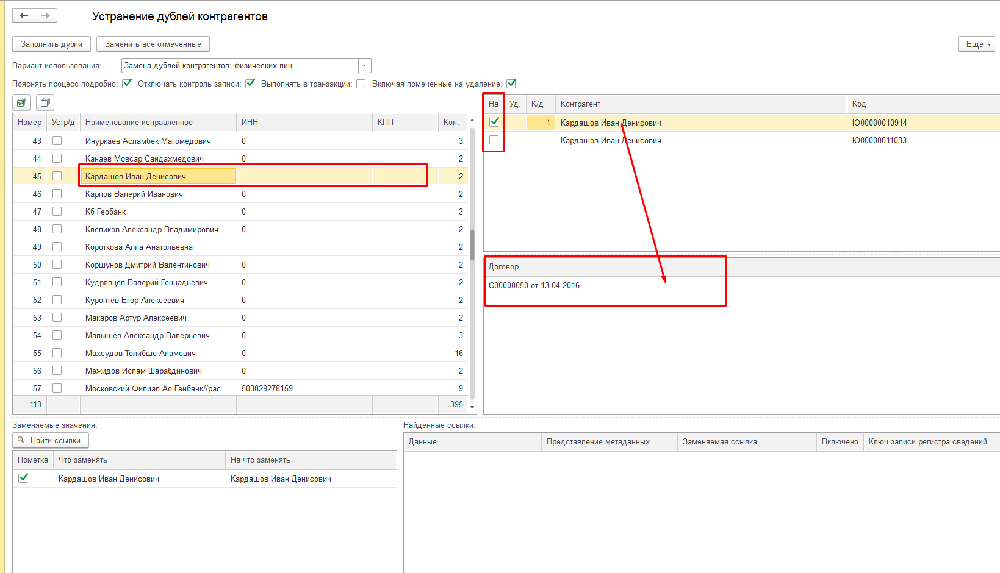 Устранение дублей контрагентов
Заполнить дубли Заменить все отмеченные Еще
Вариант использования: Замена дублей контрагентов: физических лиц
Пояснять процесс подробно: Отключать контроль записи: Выполнять в транзакции: Включая помеченные на удаление:
Номер Устр/д Наименование исправленное ИНН КПП Кол.
43 Инуркаев Асламбек Магомедович 0 3
44 Канаев Мовсар Саидахмедович 0 2
45 Кардашов Иван Денисович 2
46 Карпов Валерий Иванович 0 2
47 Кб Геобанк 0 3
48 Клепиков Александр Владимирович 0 2
49 Короткова Алла Анатольевна 2
50 Коршунов Дмитрий Валентинович 0 2
51 Кудрявцев Валерий Геннадьевич 0 2
52 Куроптев Егор Алексеевич 0 2
53 Макаров Артур Алексеевич 0 2
54 Малышев Александр Валерьевич 0 3
55 Махсудов Толибшо Аламович 0 16
56 Межидов Ислам Шарабдинович 0 2
57 Московский Филиал Ао Генбанк//рас... 503829278159 9
113 395
На Уд. К/д Контрагент Код
1 Кардашов Иван Денисович Ю00000010914
Кардашов Иван Денисович Ю00000011033
Договор
С00000050 от 13.04.2016
Заменяемые значения:
Найти ссылки
Пометка Что заменять На что заменять
Кардашов Иван Денисович Кардашов Иван Денисович
Найденные ссылки:
Данные Представление метаданных Заменяемая ссылка Включено Ключ записи регистра сведений